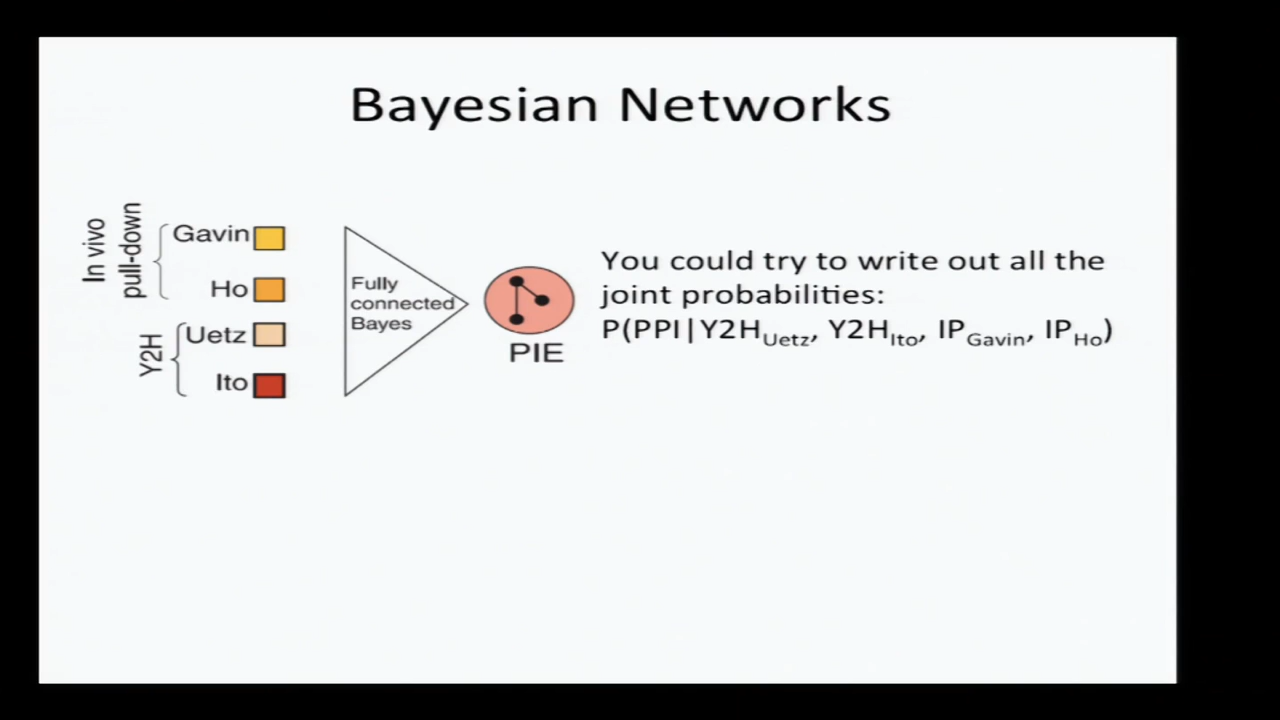 Bayesian Networks
In vivo
pull-down
Gavin
Ho
Y2H
Uetz
Ito
Fully
connected
Bayes
PIE
You could try to write out all the
joint probabilities:
P(PPI|Y2H_Uetz, Y2H_Ito, IP_Gavin, IP_Ho)